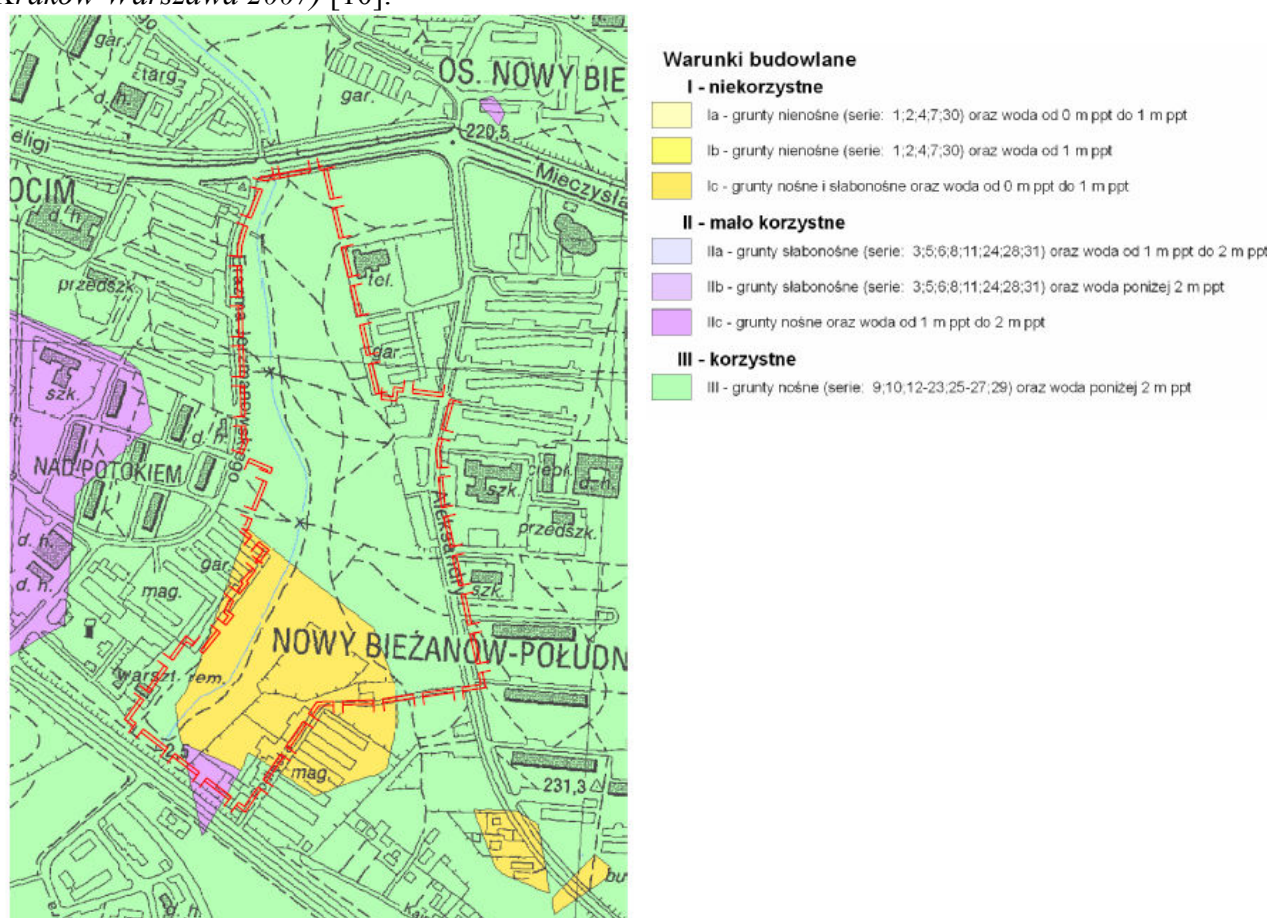 Kraków-Warszawa 2007) [10].
gar.
targ.
d. h.
OS. NOWY BIE
gar.
220,5
eligi
Mieczysła
OCIM
d. h.
przedszk.
Erazma Jerzmanowskiego
tel.
gar.
szk.
d. h.
NAD POTOKIEM
szk.
ciepł.
d. h.
Aleksandry
przedszk.
d. h.
d. h.
gar.
mag.
szk.
NOWY BIEŻANÓW-POŁUDN
warszt. rem.
mag.
231,3
bu
d. h.
Warunki budowlane
I - niekorzystne
Ia - grunty nienośne (serie: 1;2;4;7;30) oraz woda od 0 m ppt do 1 m ppt
Ib - grunty nienośne (serie: 1;2;4;7;30) oraz woda od 1 m ppt
Ic - grunty nośne i słabonośne oraz woda od 0 m ppt do 1 m ppt
II - mało korzystne
IIa - grunty słabonośne (serie: 3;5;6;8;11;24;28;31) oraz woda od 1 m ppt do 2 m ppt
IIb - grunty słabonośne (serie: 3;5;6;8;11;24;28;31) oraz woda poniżej 2 m ppt
IIc - grunty nośne oraz woda od 1 m ppt do 2 m ppt
III - korzystne
III - grunty nośne (serie: 9;10;12-23;25-27;29) oraz woda poniżej 2 m ppt